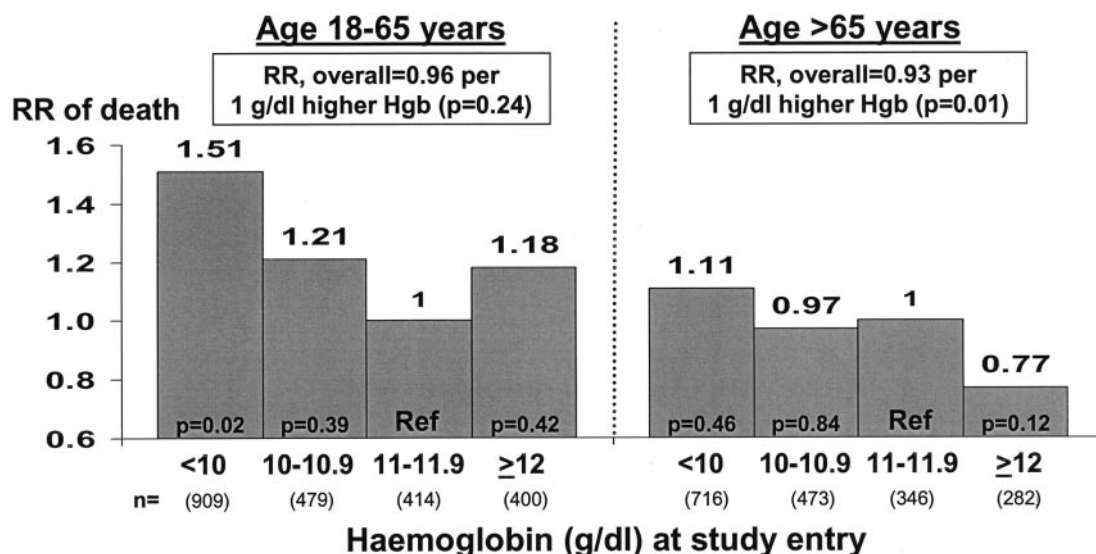 Age 18-65 years
RR, overall=0.96 per
1 g/dl higher Hgb (p=0.24)
Age >65 years
RR, overall=0.93 per
1 g/dl higher Hgb (p=0.01)
RR of death
1.6
1.4
1.2
1.0
0.8
0.6
1.51
1.21
1
1.18
1.11
0.97
1
0.77
p=0.02 p=0.39 Ref p=0.42
p=0.46 p=0.84 Ref p=0.12
<10 10-10.9 11-11.9 ≥12
<10 10-10.9 11-11.9 ≥12
n= (909) (479) (414) (400)
(716) (473) (346) (282)
Haemoglobin (g/dl) at study entry